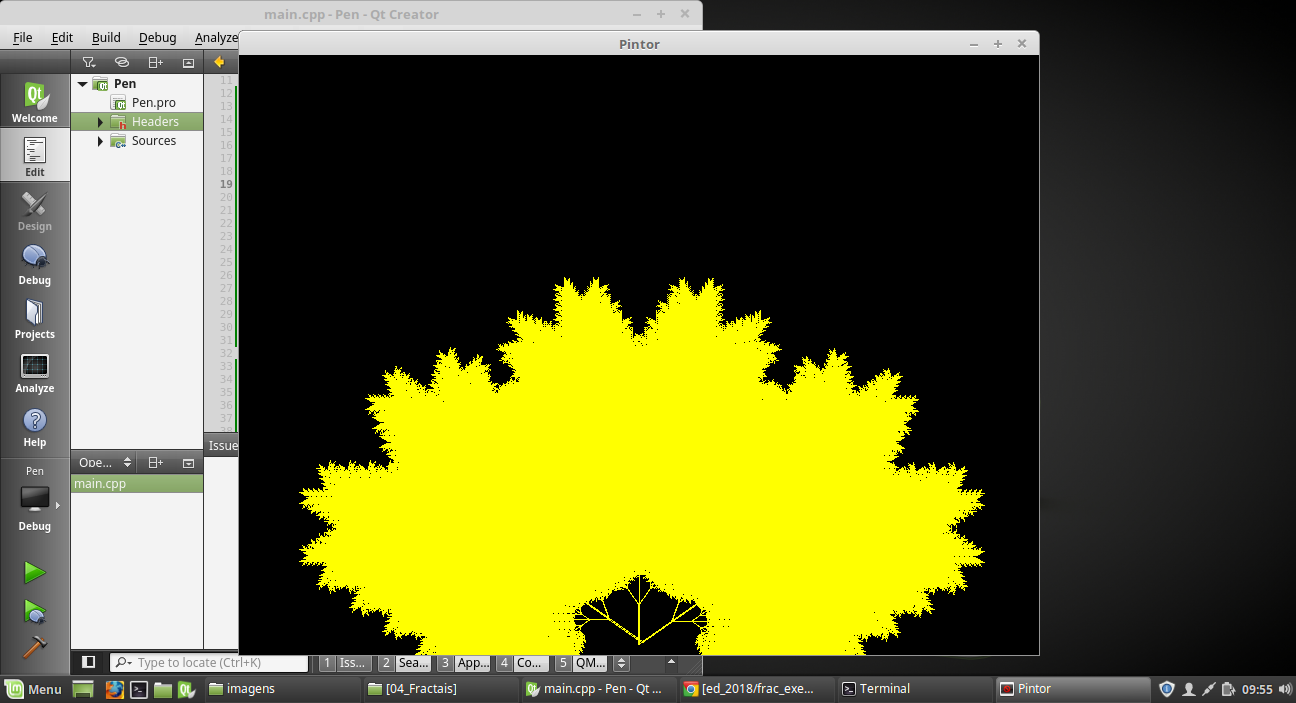 main.cpp - Pen - Qt Creator
File Edit Build Debug Analyze
Pintor
Welcome
Edit
Design
Debug
Projects
Analyze
Help
Pen
Debug
Pen
Pen.pro
Headers
Sources
Ope...
main.cpp
11
12
13
14
15
16
17
18
19
20
21
22
23
24
25
26
27
28
29
30
31
32
33
34
35
36
37
38
Issue
Type to locate (Ctrl+K)
1 Iss... 2 Sea... 3 App... 4 Co... 5 QM...
Menu imagens [04_Fractais] main.cpp - Pen - Qt ... [ed_2018/frac_exe... Terminal Pintor 09:55